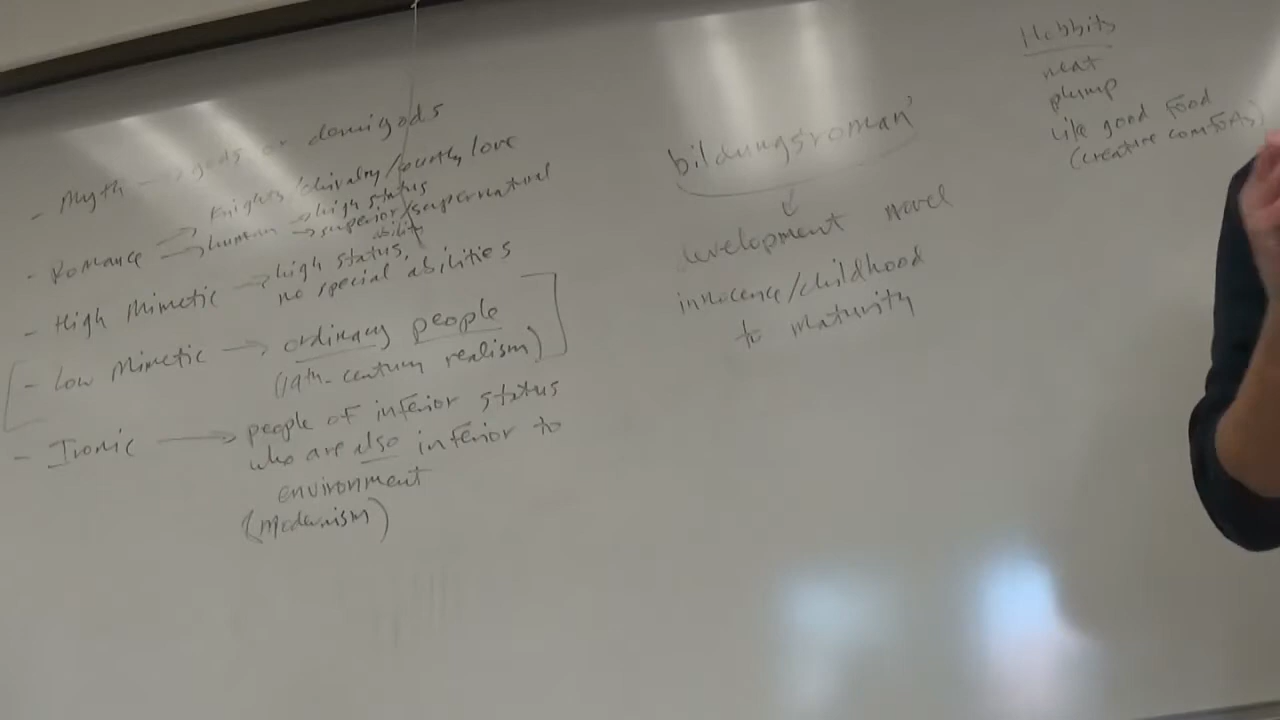 - Myth → gods or demigods
- Romance → Knights/chivalry/courtly love
→ human → high status
→ superior/supernatural
ability
- High Mimetic → high status,
no special abilities
- Low Mimetic → ordinary people
(19th-century realism)
- Ironic → people of inferior status
who are also inferior to
environment
(modernism)
bildungsroman
development novel
innocence/childhood
to maturity
Hobbits
neat
plump
like good food
(creature comforts)